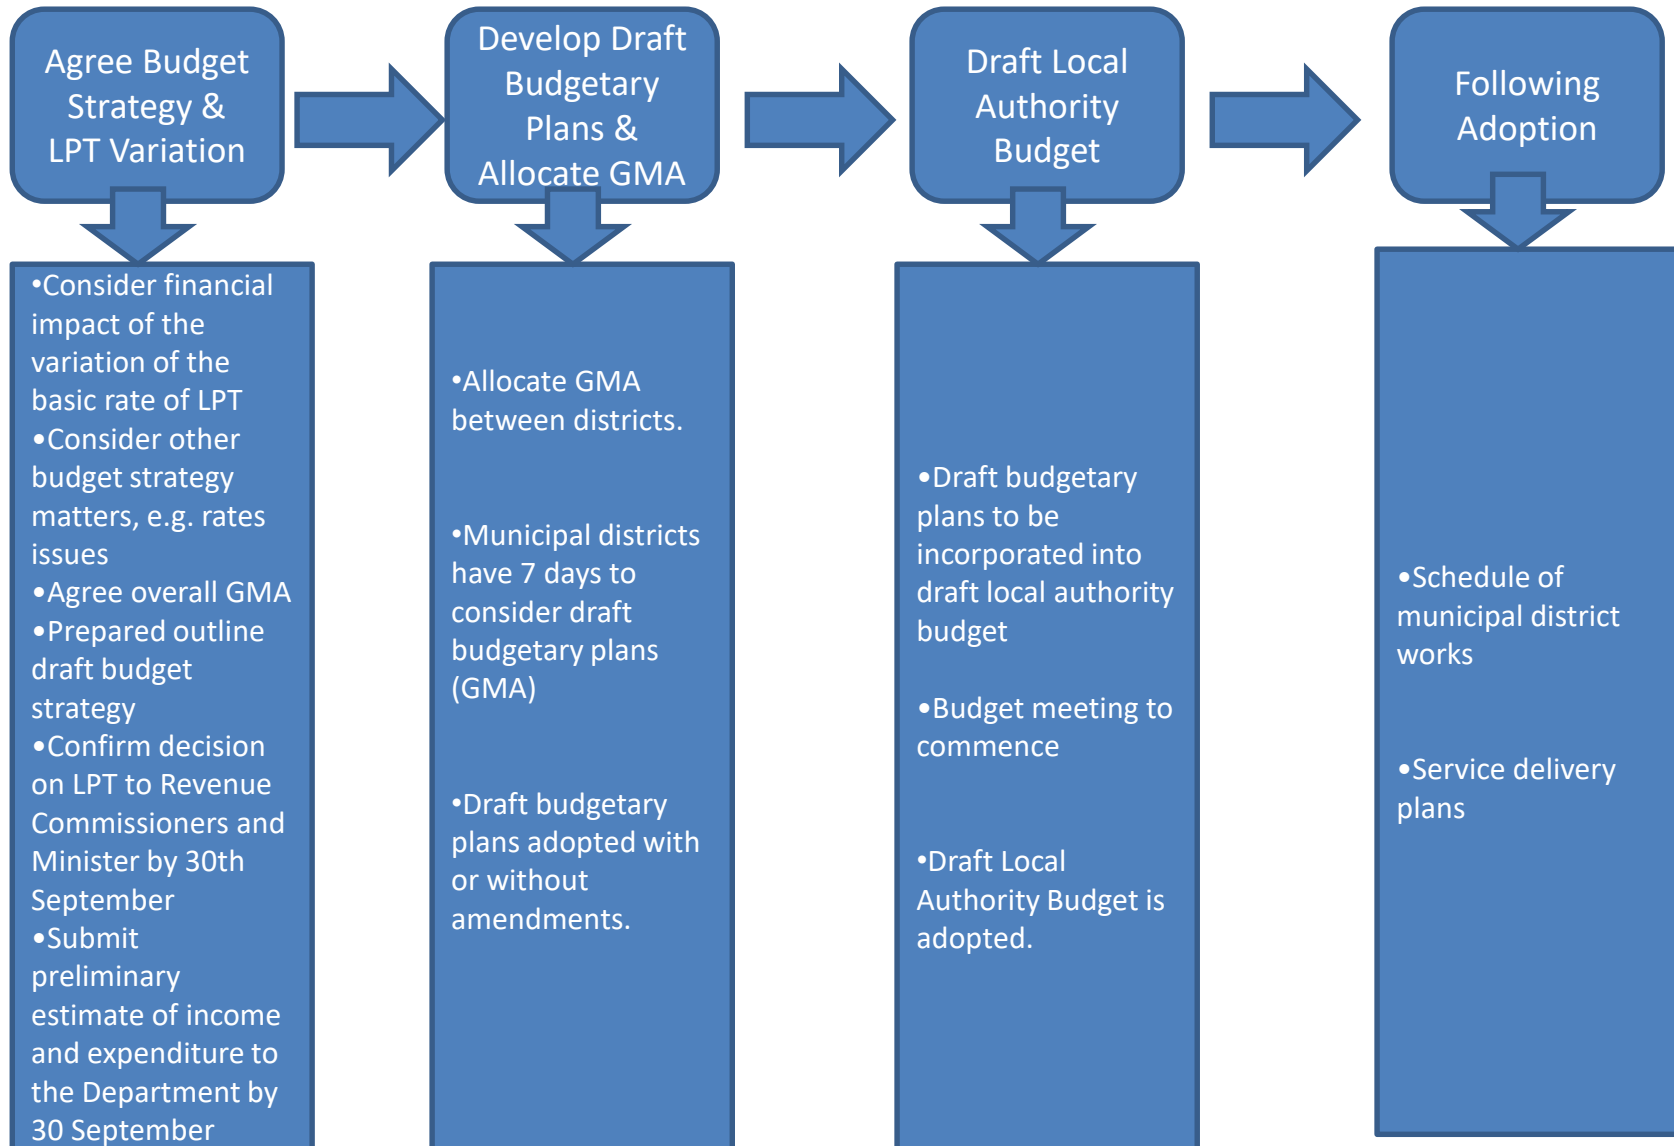 Agree Budget
Strategy &
LPT Variation
Develop Draft
Budgetary
Plans &
Allocate GMA
Draft Local
Authority
Budget
Following
Adoption
•Consider financial
impact of the
variation of the
basic rate of LPT
•Consider other
budget strategy
matters, e.g. rates
issues
•Agree overall GMA
•Prepared outline
draft budget
strategy
•Confirm decision
on LPT to Revenue
Commissioners and
Minister by 30th
September
•Submit
preliminary
estimate of income
and expenditure to
the Department by
30 September
•Allocate GMA
between districts.
•Municipal districts
have 7 days to
consider draft
budgetary plans
(GMA)
•Draft budgetary
plans adopted with
or without
amendments.
•Draft budgetary
plans to be
incorporated into
draft local authority
budget
•Budget meeting to
commence
•Draft Local
Authority Budget is
adopted.
•Schedule of
municipal district
works
•Service delivery
plans